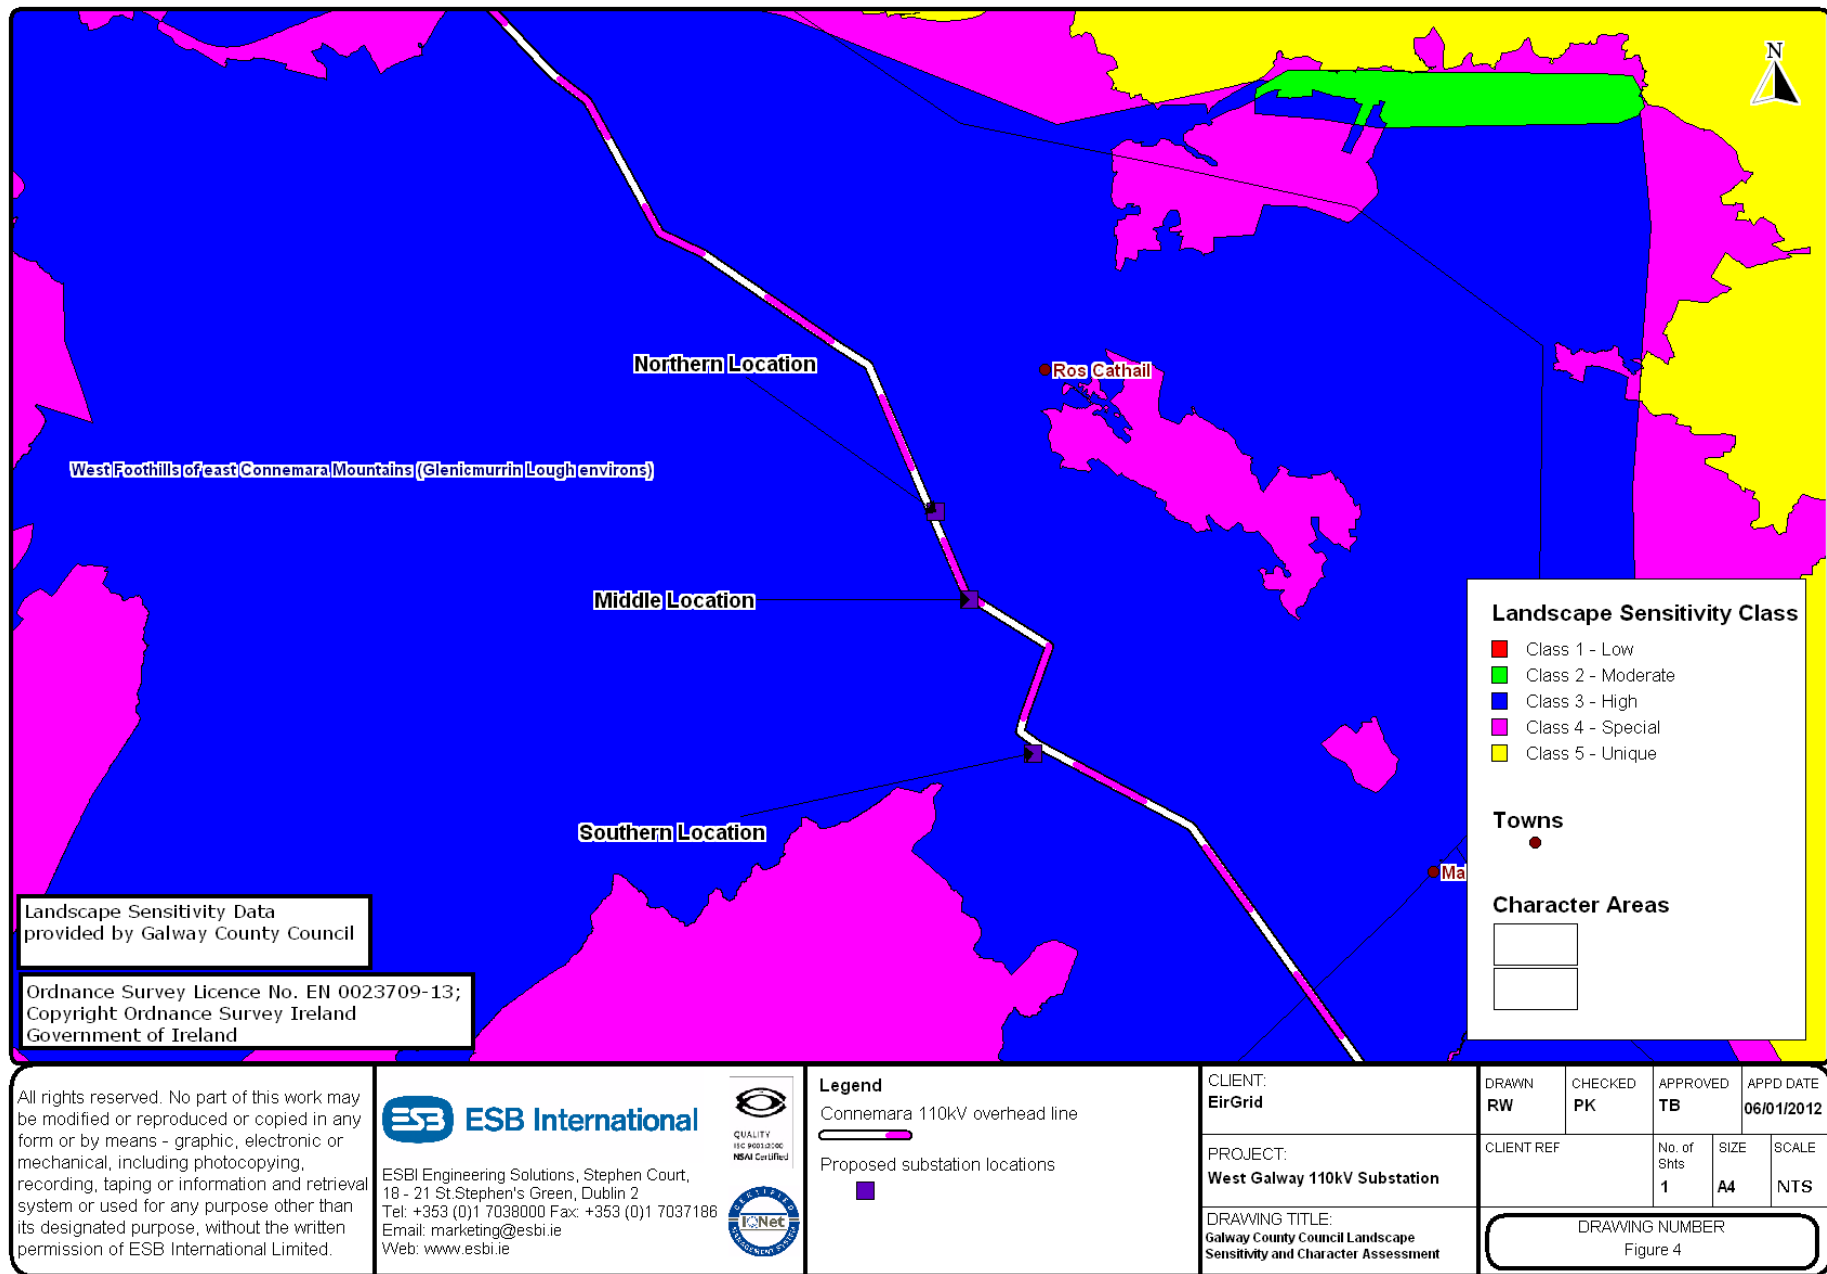 N
Northern Location
Ros Cathail
West Foothills of east Connemara Mountains (Glenicmurrin Lough environs)
Middle Location
Southern Location
Ma
Landscape Sensitivity Class
Class 1 - Low
Class 2 - Moderate
Class 3 - High
Class 4 - Special
Class 5 - Unique
Towns
Character Areas
Landscape Sensitivity Data
provided by Galway County Council
Ordnance Survey Licence No. EN 0023709-13;
Copyright Ordnance Survey Ireland
Government of Ireland
All rights reserved. No part of this work may
be modified or reproduced or copied in any
form or by means - graphic, electronic or
mechanical, including photocopying,
recording, taping or information and retrieval
system or used for any purpose other than
its designated purpose, without the written
permission of ESB International Limited.
ESB ESB International
QUALITY
ISC 9001:2000
NSAI Certified
ESBI Engineering Solutions, Stephen Court,
18 - 21 St.Stephen's Green, Dublin 2
Tel: +353 (0)1 7038000 Fax: +353 (0)1 7037186
Email: marketing@esbi.ie
Web: www.esbi.ie
CERTIFIED
IQNet
MANAGEMENT SYSTEM
Legend
Connemara 110kV overhead line
Proposed substation locations
CLIENT:
EirGrid
PROJECT:
West Galway 110kV Substation
DRAWING TITLE:
Galway County Council Landscape
Sensitivity and Character Assessment
DRAWN
RW
CHECKED
PK
APPROVED
TB
APPD DATE
06/01/2012
CLIENT REF
No. of
Shts
1
SIZE
A4
SCALE
NTS
DRAWING NUMBER
Figure 4